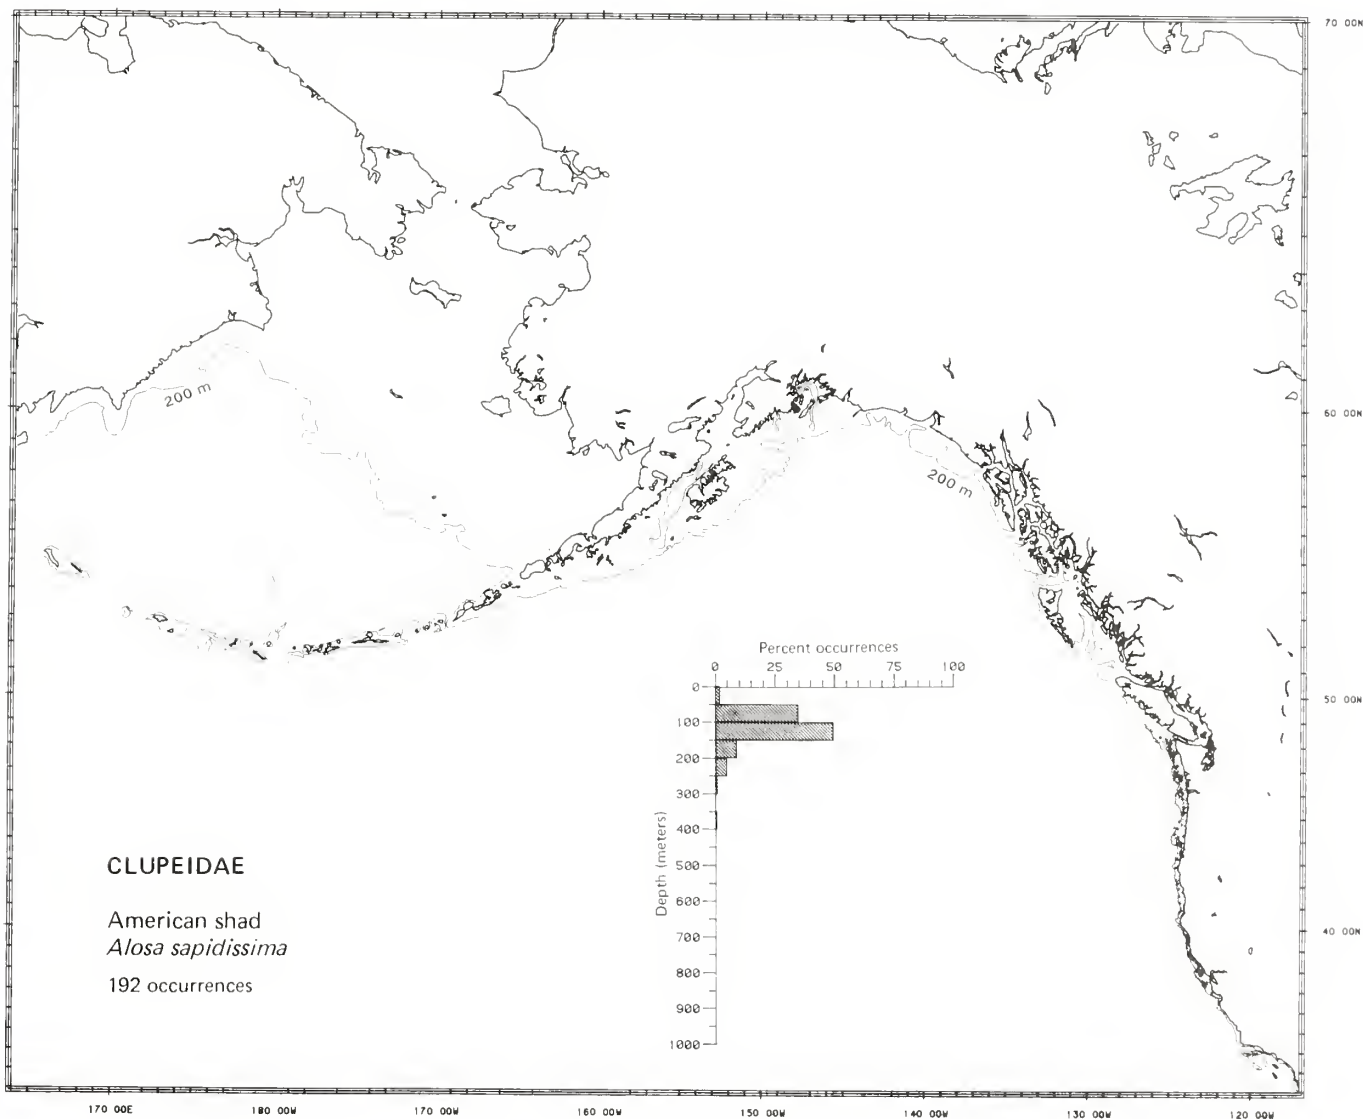 70 00N
200 m
60 00N
200 m
Percent occurrences
0 25 50 75 100
0
50 00N
100
200
300
400
Depth (meters)
500
600
700
800
900
1000
CLUPEIDAE
American shad
Alosa sapidissima
192 occurrences
40 00N
170 00E 180 00W 170 00W 160 00W 150 00W 140 00W 130 00W 120 00W